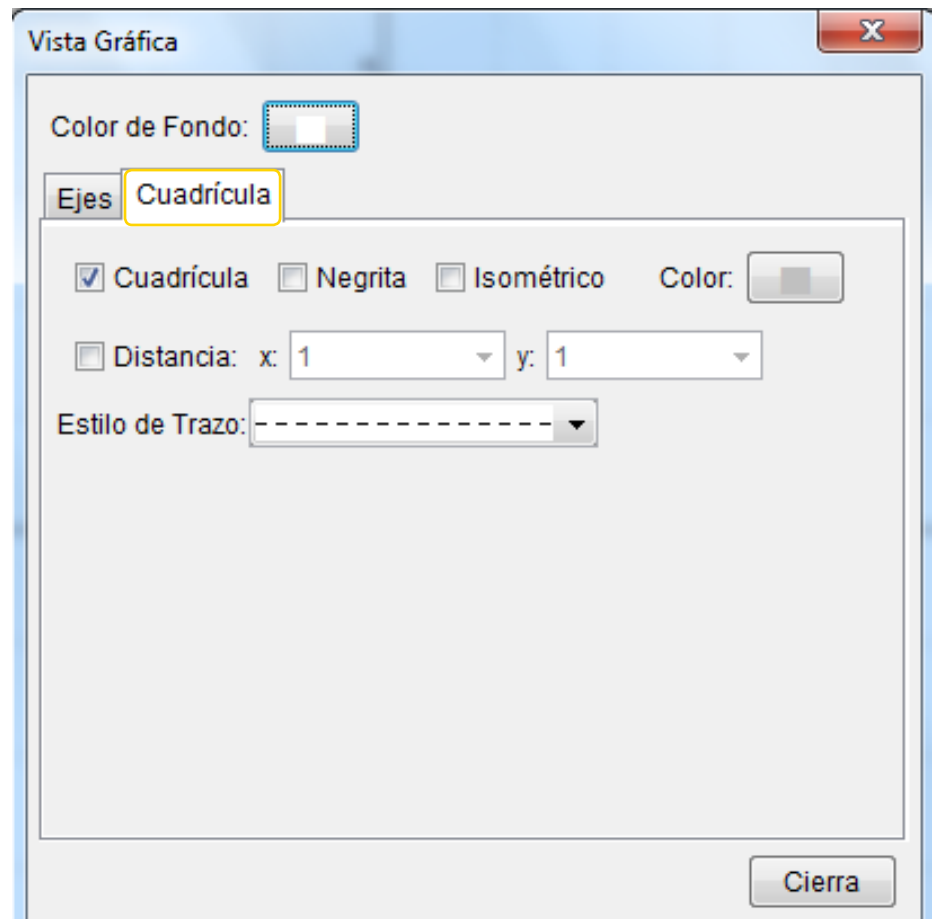 Vista Gráfica
Color de Fondo:
Ejes Cuadrícula
Cuadrícula Negrita Isométrico Color:
Distancia: x: 1 y: 1
Estilo de Trazo:
Cierra